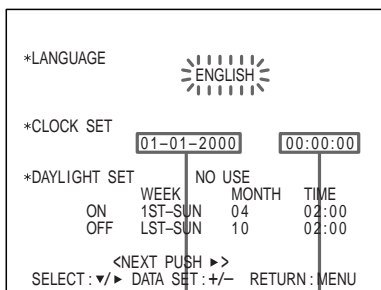 *LANGUAGE
ENGLISH
*CLOCK SET
01–01–2000 00:00:00
*DAYLIGHT SET NO USE
WEEK MONTH TIME
ON 1ST–SUN 04 02:00
OFF LST–SUN 10 02:00
<NEXT PUSH ►>
SELECT:▼/► DATA SET:+/– RETURN:MENU